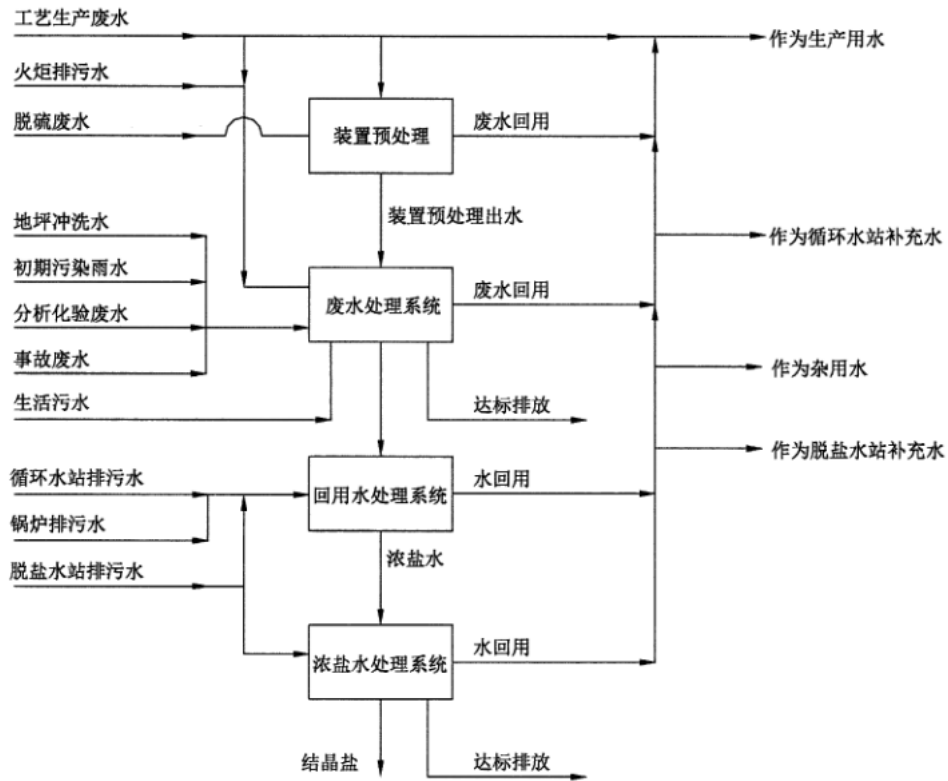 工艺生产废水
作为生产用水
火炬排污水
脱硫废水
装置预处理
废水回用
装置预处理出水
地坪冲洗水
作为循环水站补充水
初期污染雨水
废水处理系统
废水回用
分析化验废水
事故废水
作为杂用水
生活污水
达标排放
作为脱盐水站补充水
循环水站排污水
回用水处理系统
水回用
锅炉排污水
浓盐水
脱盐水站排污水
浓盐水处理系统
水回用
结晶盐
达标排放